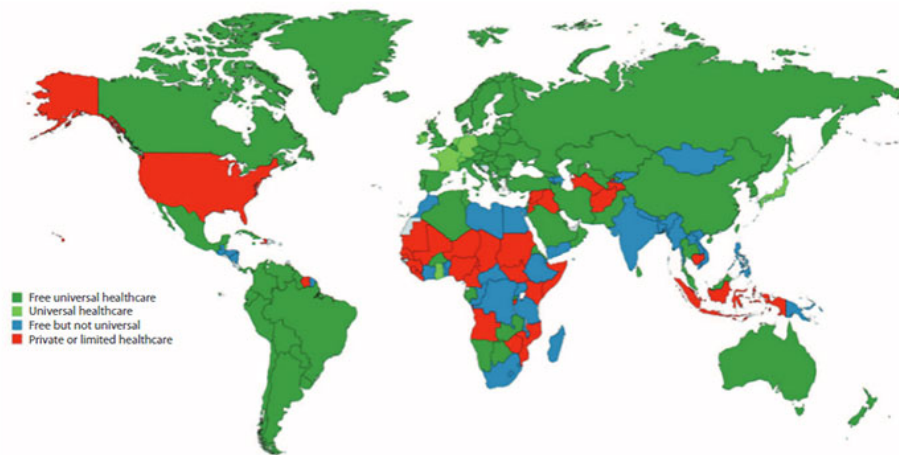 Free universal healthcare
Universal healthcare
Free but not universal
Private or limited healthcare